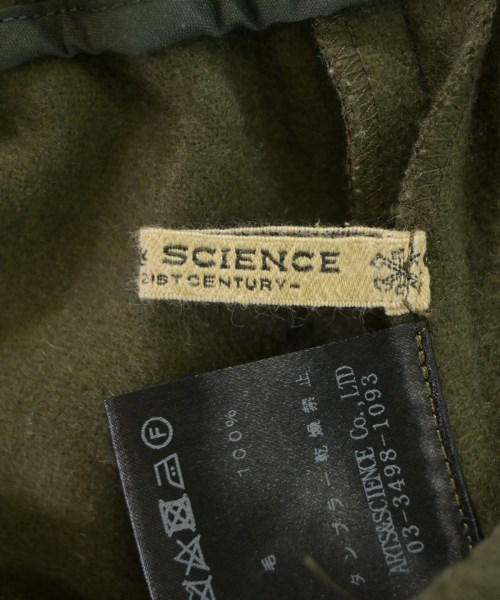 SCIENCE
21ST CENTURY-
毛
100%
タンブラー乾燥禁止
ARTS&SCIENCE Co., LTD
03-3498-1093
F